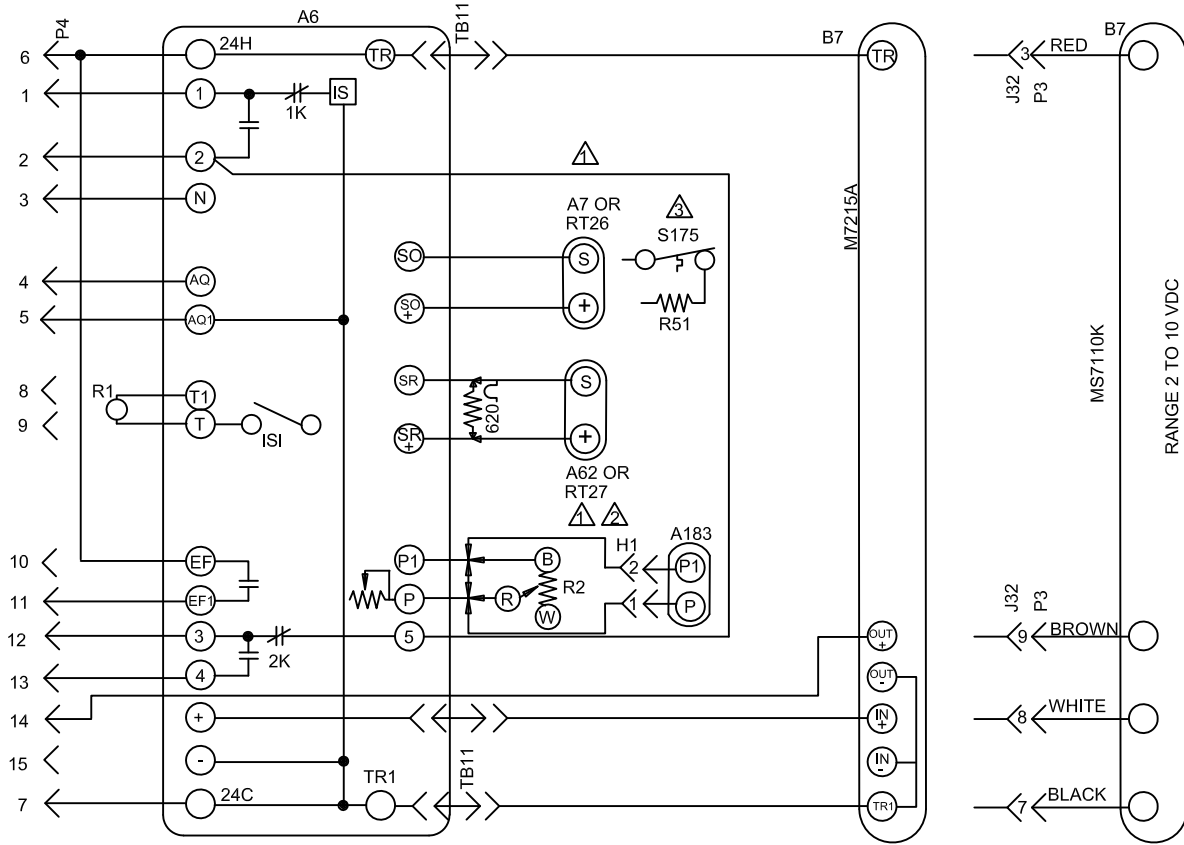 P4
A6
TB11
B7
B7
6
24H
TR
TR
3
RED
J32
P3
1
1
1K
IS
2
2
1
3
N
A7 OR
RT26
3
S175
M7215A
SO
S
4
AQ
SO
+
+
R51
5
AQ1
MS7110K
RANGE 2 TO 10 VDC
SR
S
8
R1
T1
620
9
T
ISI
SR
+
+
A62 OR
RT27
1
2
A183
H1
10
EF
P1
B
2
P1
R2
11
EF1
P
R
1
P
W
J32
P3
12
3
5
OUT
+
9
BROWN
2K
13
4
OUT
-
14
+
IN
+
8
WHITE
15
-
IN
-
TR1
TB11
7
24C
TR1
7
BLACK